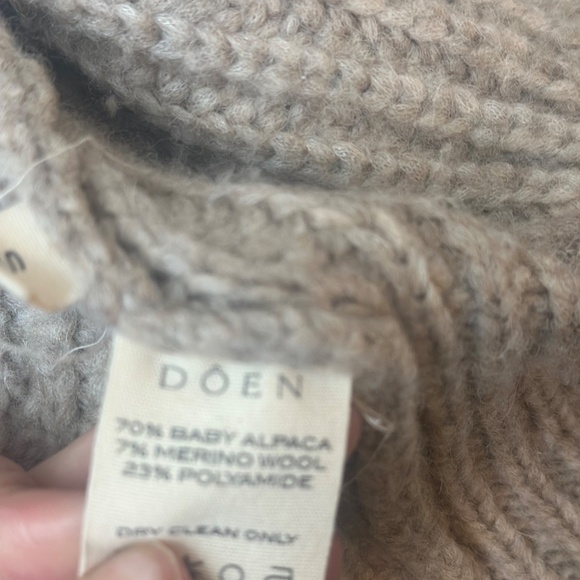 S
DÔEN
70% BABY ALPACA
7% MERINO WOOL
23% POLYAMIDE
DRY CLEAN ONLY